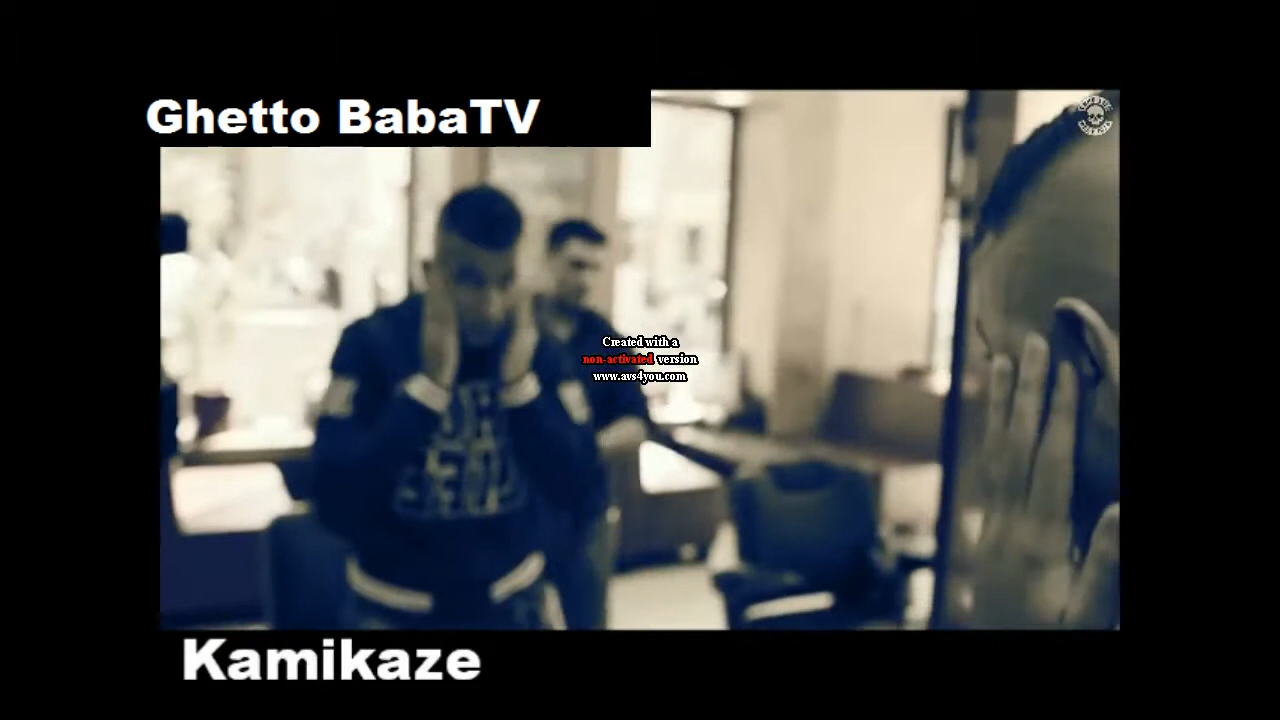 Ghetto BabaTV
Created with a
non-activated version
www.avs4you.com
Kamikaze